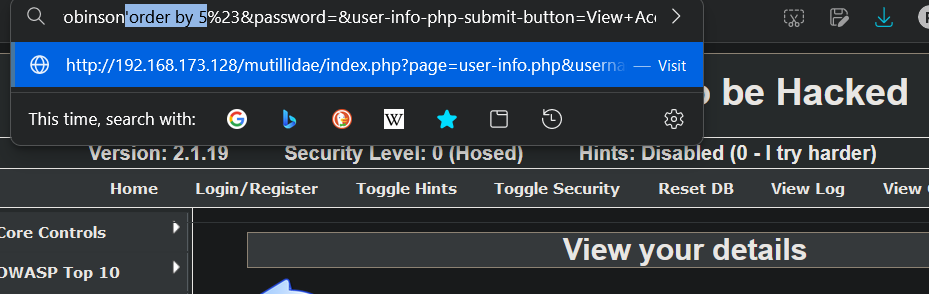 obinson'order by 5%23&password=&user-info-php-submit-button=View+Acc
http://192.168.173.128/mutillidae/index.php?page=user-info.php&userna — Visit
o be Hacked
This time, search with:
Version: 2.1.19 Security Level: 0 (Hosed) Hints: Disabled (0 - I try harder)
Home Login/Register Toggle Hints Toggle Security Reset DB View Log View
Core Controls
OWASP Top 10
View your details